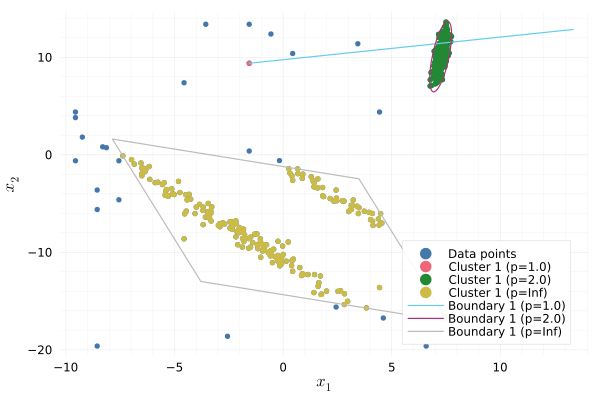 10
0
−10
−20
x2
−10
−5
0
5
10
x1
Data points
Cluster 1 (p=1.0)
Cluster 1 (p=2.0)
Cluster 1 (p=Inf)
Boundary 1 (p=1.0)
Boundary 1 (p=2.0)
Boundary 1 (p=Inf)